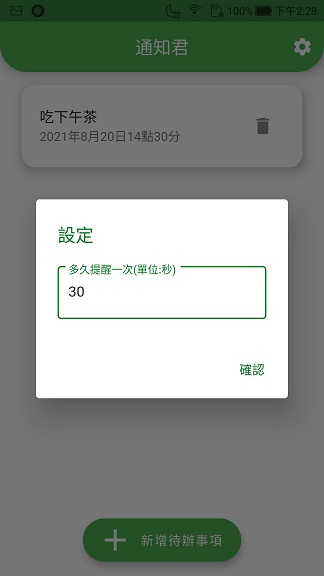 100% 下午2:28
通知君
吃下午茶
2021年8月20日14點30分
設定
多久提醒一次(單位:秒)
30
確認
新增待辦事項